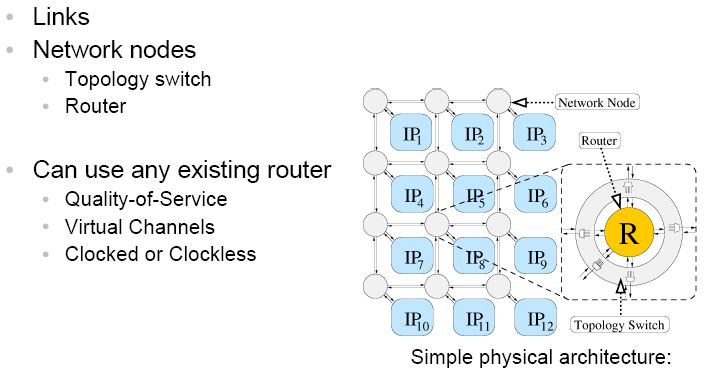 Links
Network nodes
Topology switch
Router
Can use any existing router
Quality-of-Service
Virtual Channels
Clocked or Clockless
Network Node
IP1 IP2 IP3
Router
IP4 IP5 IP6
R
IP7 IP8 IP9
IP10 IP11 IP12
Topology Switch
Simple physical architecture: